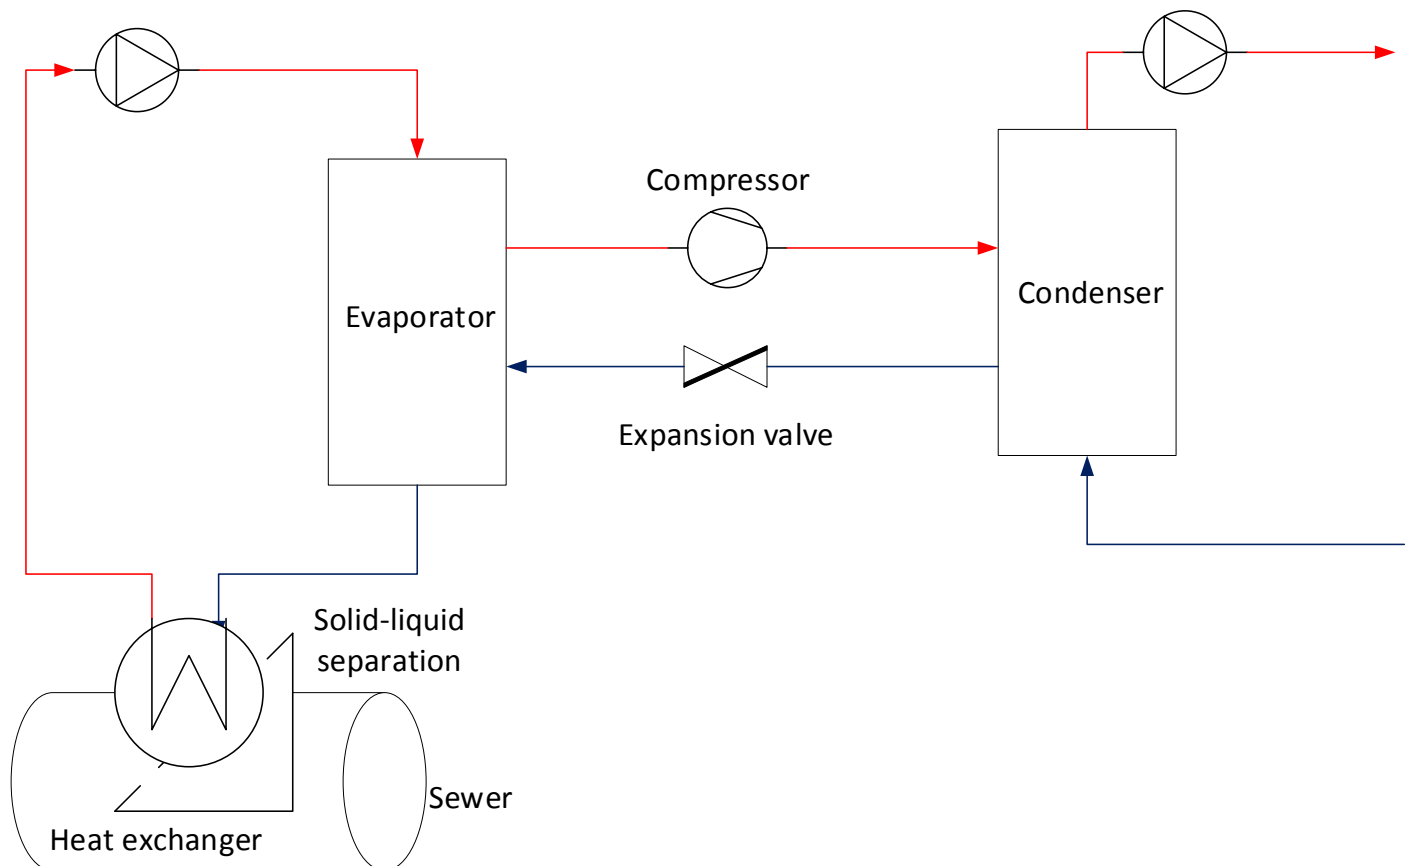 Compressor
Evaporator
Condenser
Expansion valve
Solid-liquid
separation
Sewer
Heat exchanger